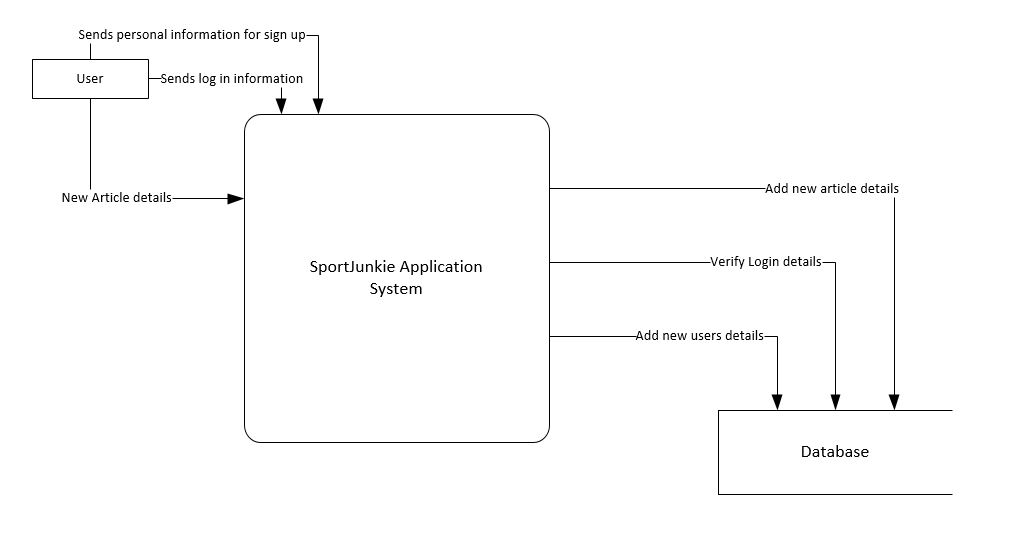 Sends personal information for sign up
User
Sends log in information
New Article details
Add new article details
SportJunkie Application
System
Verify Login details
Add new users details
Database